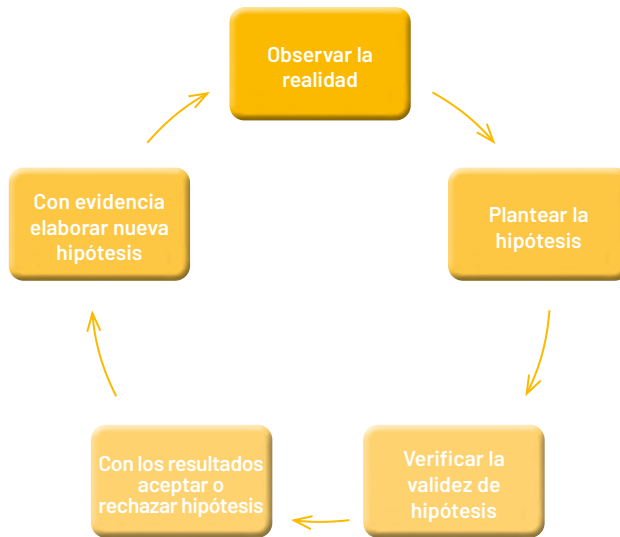 Observar la
realidad
Plantear la
hipótesis
Verificar la
validez de
hipótesis
Con los resultados
aceptar o
rechazar hipótesis
Con evidencia
elaborar nueva
hipótesis